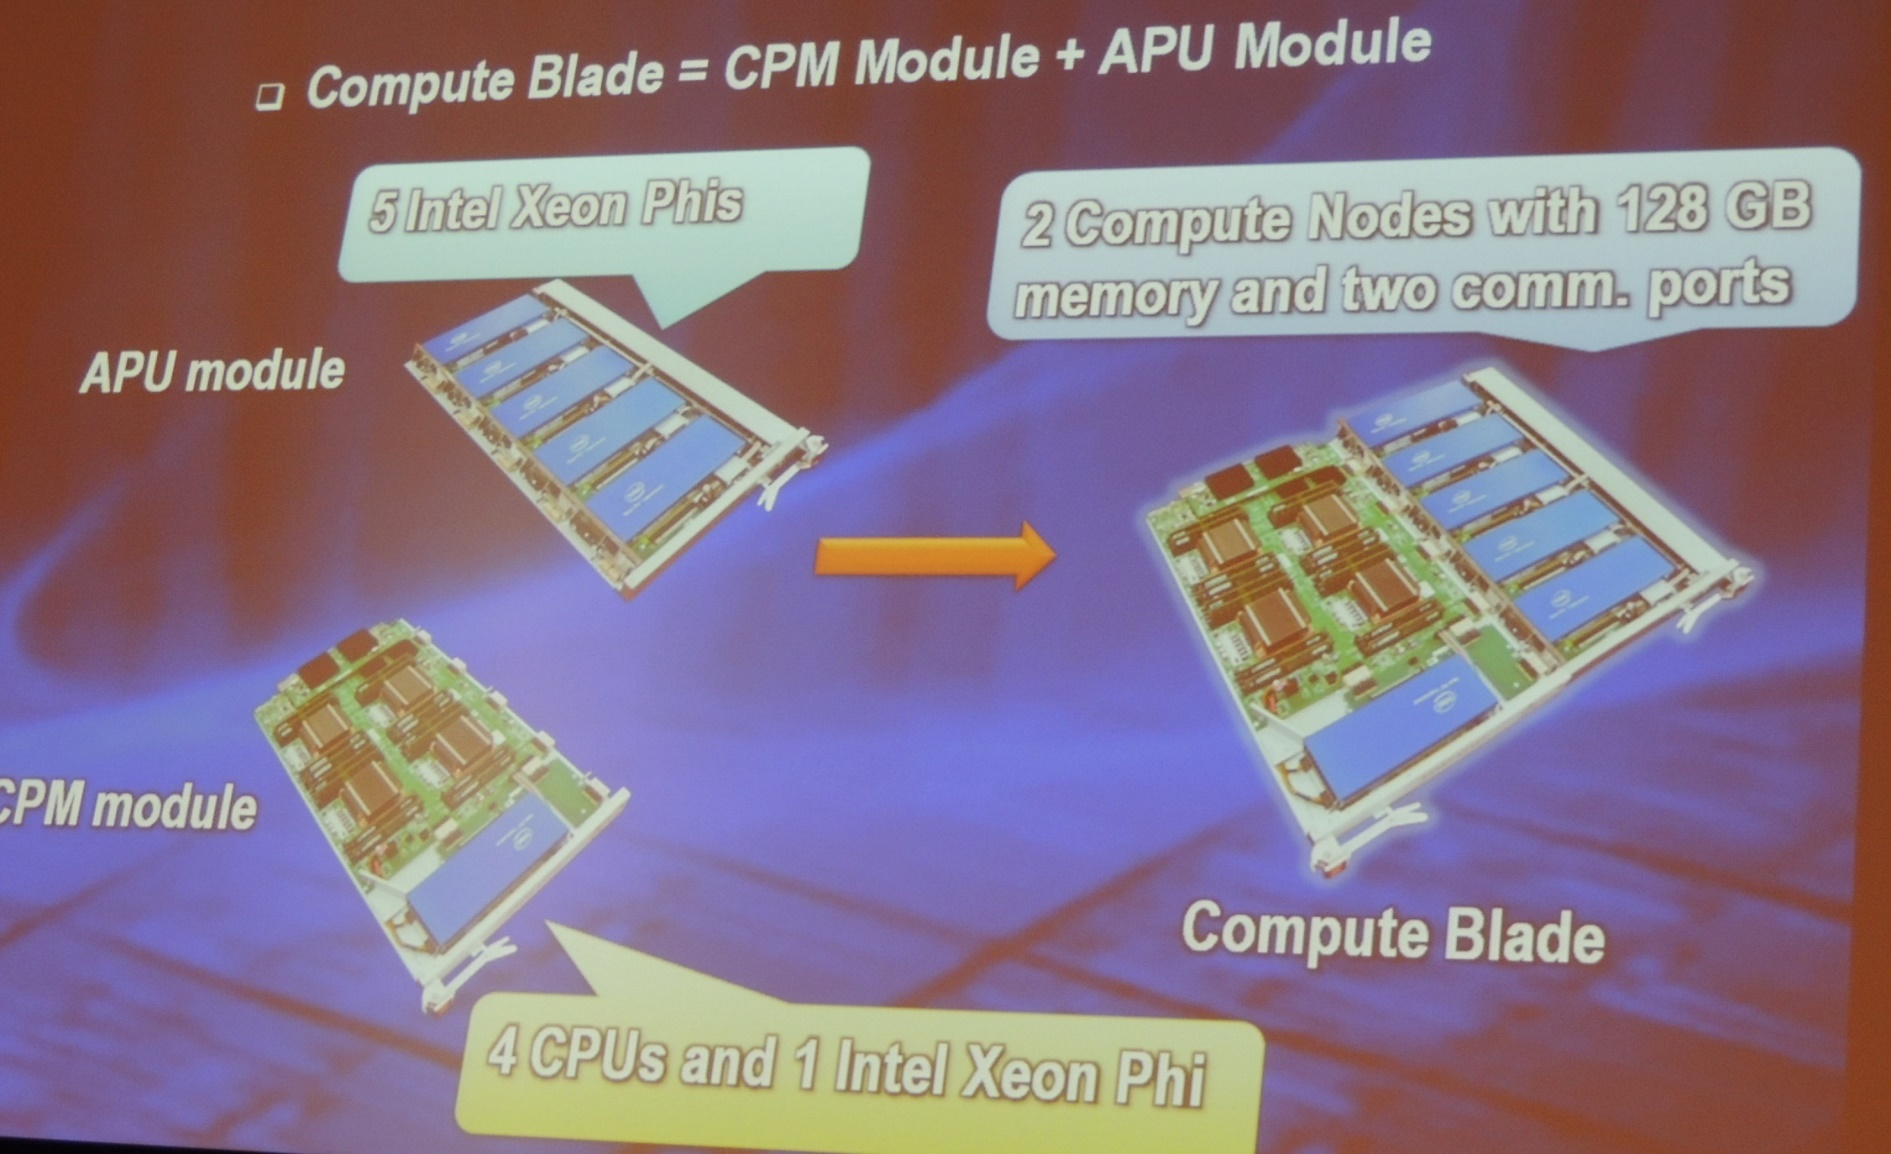 Compute Blade = CPM Module + APU Module
5 Intel Xeon Phis
2 Compute Nodes with 128 GB
memory and two comm. ports
APU module
CPM module
Compute Blade
4 CPUs and 1 Intel Xeon Phi